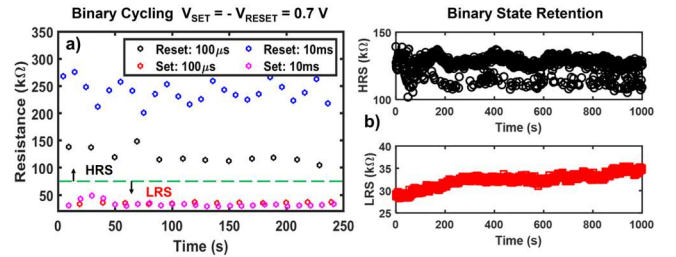 Binary Cycling V_SET = - V_RESET = 0.7 V
a)
Reset: 100μs
Reset: 10ms
Set: 100μs
Set: 10ms
HRS
LRS
Resistance (kΩ)
350
300
250
200
150
100
50
0
50
100
150
200
250
Time (s)
Binary State Retention
HRS (kΩ)
140
120
100
0
200
400
600
800
1000
Time (s)
b)
LRS (kΩ)
40
35
30
25
0
200
400
600
800
1000
Time (s)